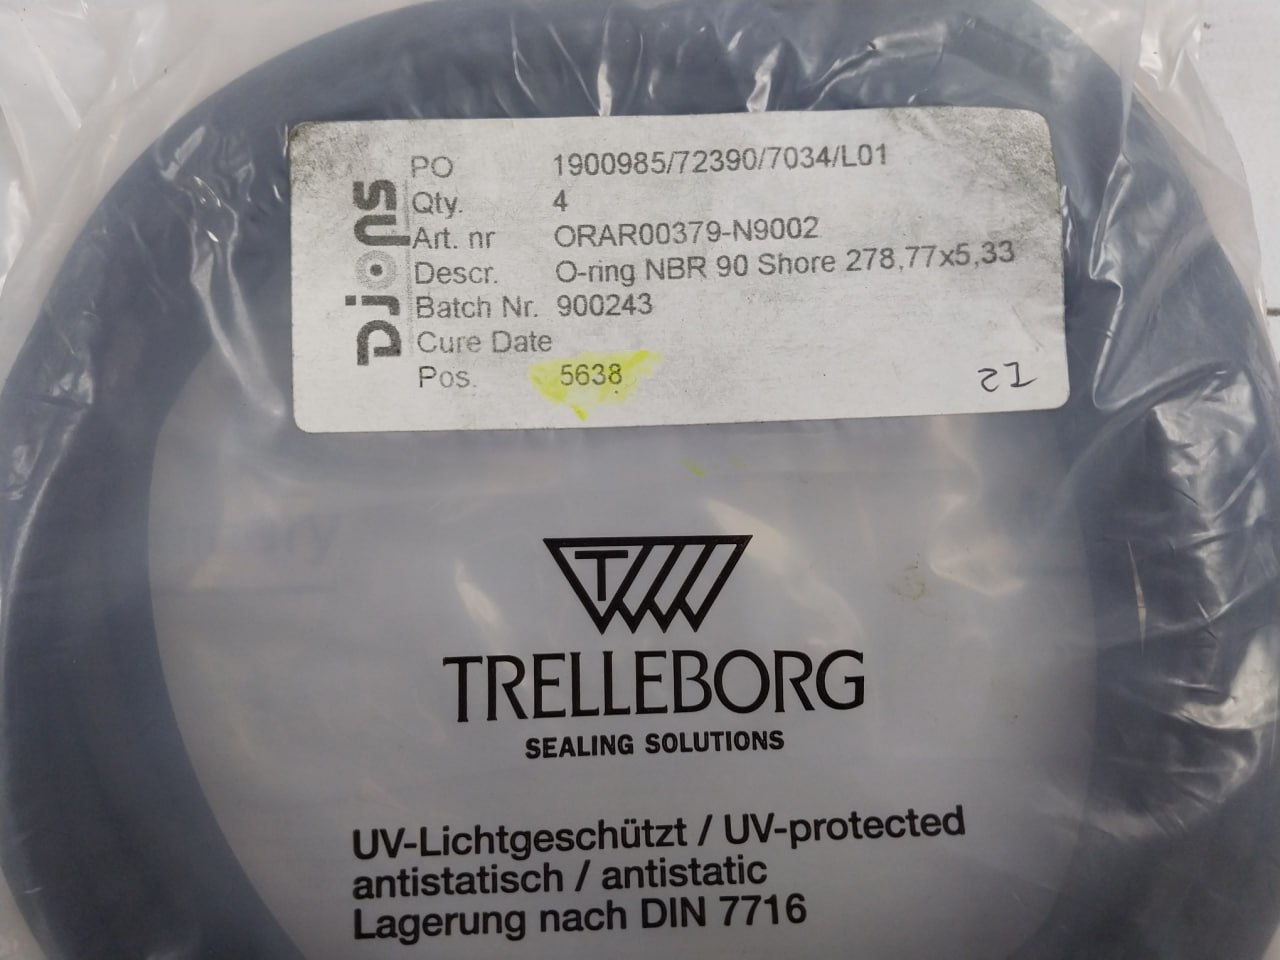 Pjotrs
PO 1900985/72390/7034/L01
Qty. 4
Art. nr ORAR00379-N9002
Descr. O-ring NBR 90 Shore 278,77x5,33
Batch Nr. 900243
Cure Date
Pos. 5638
TRELLEBORG
SEALING SOLUTIONS
UV-Lichtgeschützt / UV-protected
antistatisch / antistatic
Lagerung nach DIN 7716